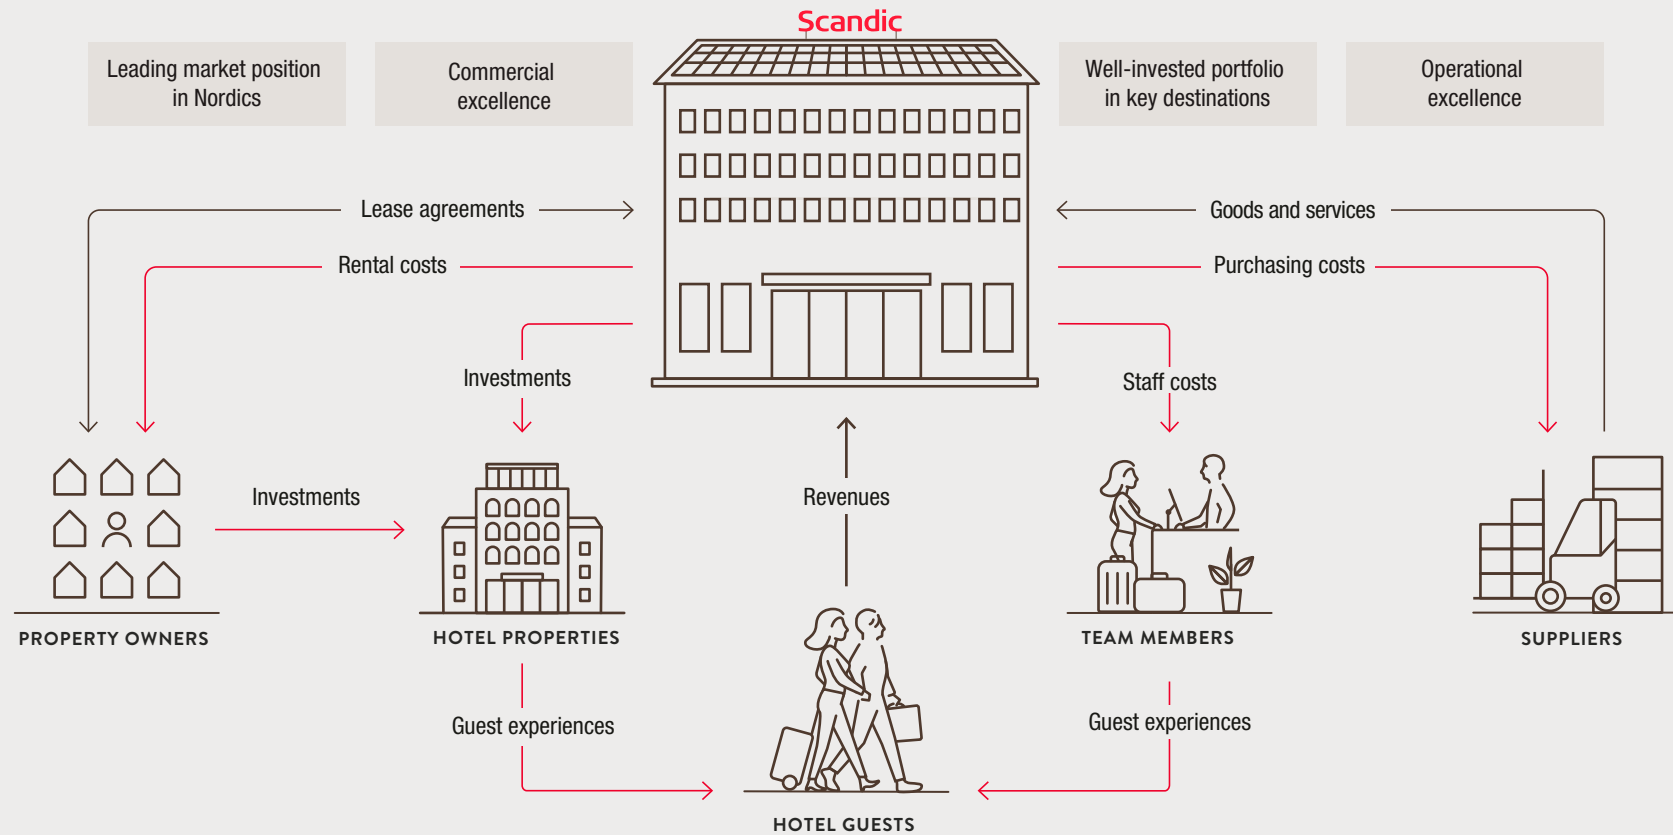 Scandic
Leading market position
in Nordics
Commercial
excellence
Well-invested portfolio
in key destinations
Operational
excellence
Lease agreements
Goods and services
Rental costs
Purchasing costs
Investments
Staff costs
Investments
Revenues
PROPERTY OWNERS
HOTEL PROPERTIES
TEAM MEMBERS
SUPPLIERS
Guest experiences
Guest experiences
HOTEL GUESTS